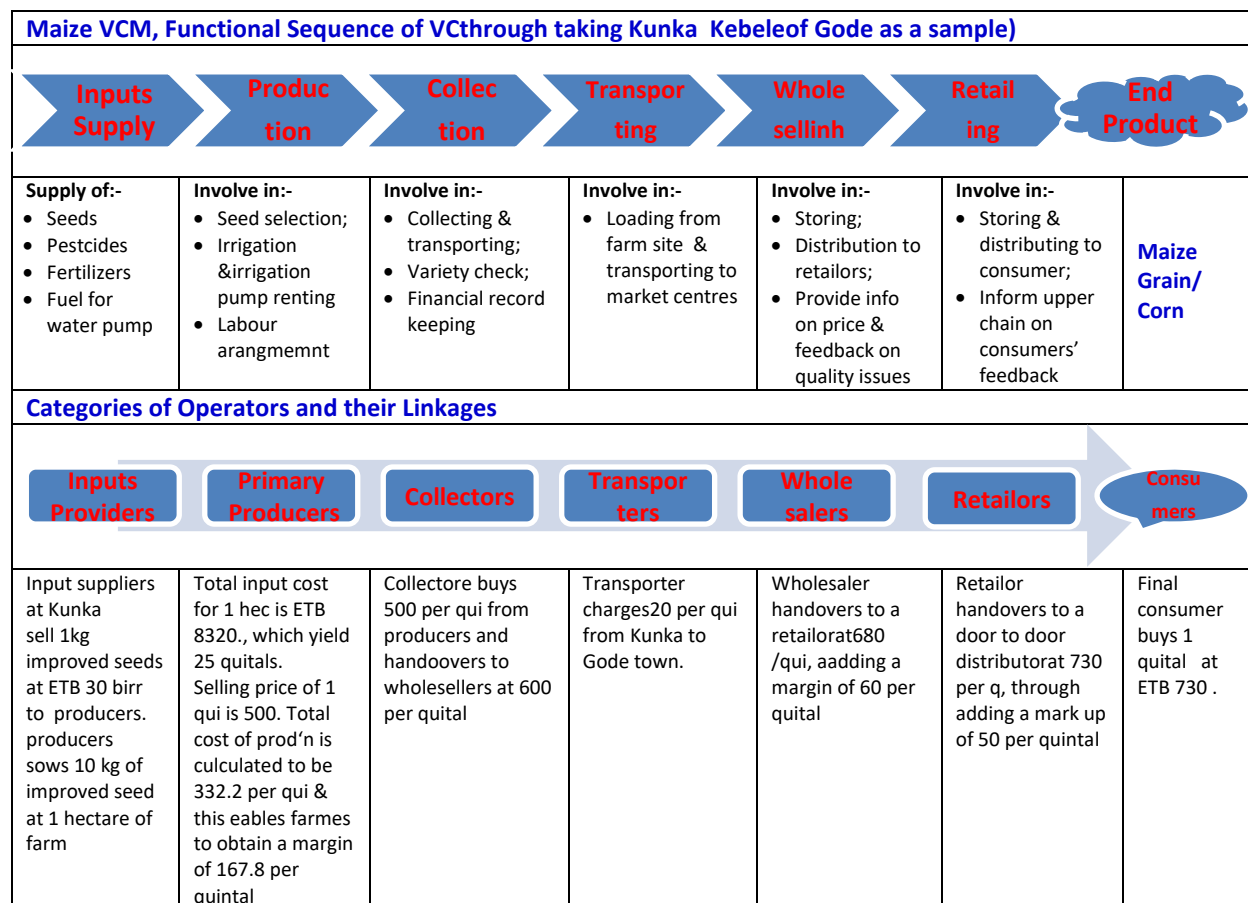 Maize VCM, Functional Sequence of VCthrough taking Kunka Kebeleof Gode as a sample)
Inputs
Supply
Produc
tion
Collec
tion
Transpor
ting
Whole
sellinh
Retail
ing
End
Product
Supply of:-
• Seeds
• Pestcides
• Fertilizers
• Fuel for
water pump
Involve in:-
• Seed selection;
• Irrigation
&irrigation
pump renting
• Labour
arangmemnt
Involve in:-
• Collecting &
transporting;
• Variety check;
• Financial record
keeping
Involve in:-
• Loading from
farm site &
transporting to
market centres
Involve in:-
• Storing;
• Distribution to
retailors;
• Provide info
on price &
feedback on
quality issues
Involve in:-
• Storing &
distributing to
consumer;
• Inform upper
chain on
consumers’
feedback
Maize
Grain/
Corn
Categories of Operators and their Linkages
Inputs
Providers
Primary
Producers
Collectors
Transpor
ters
Whole
salers
Retailors
Consu
mers
Input suppliers
at Kunka
sell 1kg
improved seeds
at ETB 30 birr
to producers.
producers
sows 10 kg of
improved seed
at 1 hectare of
farm
Total input cost
for 1 hec is ETB
8320., which yield
25 quitals.
Selling price of 1
qui is 500. Total
cost of prod‘n is
culculated to be
332.2 per qui &
this eables farmes
to obtain a margin
of 167.8 per
quintal
Collectore buys
500 per qui from
producers and
handoovers to
wholesellers at 600
per quital
Transporter
charges20 per qui
from Kunka to
Gode town.
Wholesaler
handovers to a
retailorat680
/qui, aadding a
margin of 60 per
quital
Retailor
handovers to a
door to door
distributorat 730
per q, through
adding a mark up
of 50 per quintal
Final
consumer
buys 1
quital at
ETB 730 .